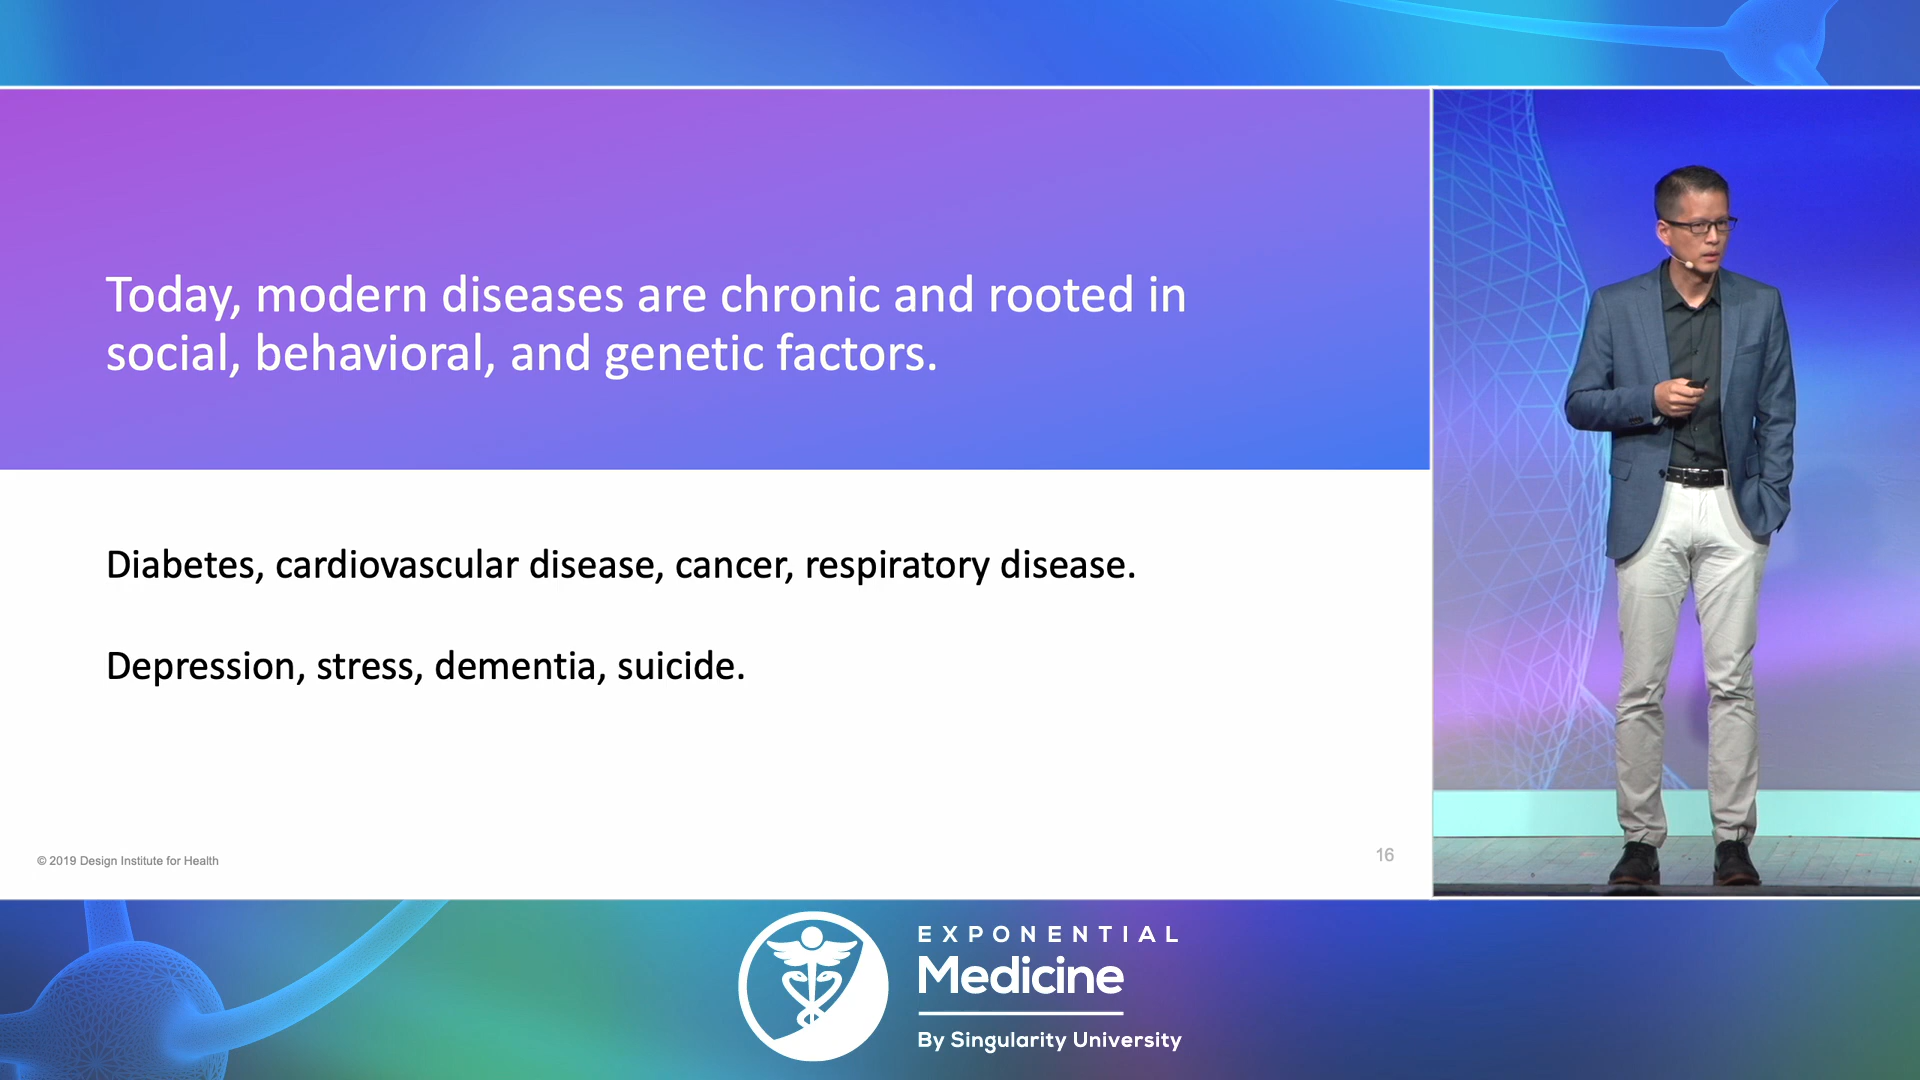 Today, modern diseases are chronic and rooted in
social, behavioral, and genetic factors.
Diabetes, cardiovascular disease, cancer, respiratory disease.
Depression, stress, dementia, suicide.
© 2019 Design Institute for Health
16
EXPONENTIAL
Medicine
By Singularity University